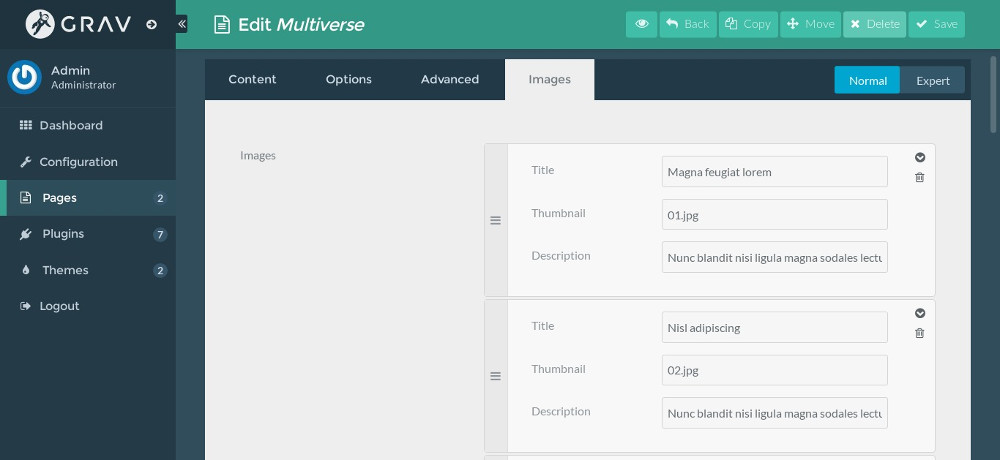 GRAV
Edit Multiverse
Back
Copy
Move
Delete
Save
Admin
Administrator
Dashboard
Configuration
Pages 2
Plugins 7
Themes 2
Logout
Content
Options
Advanced
Images
Normal
Expert
Images
Title
Magna feugiat lorem
Thumbnail
01.jpg
Description
Nunc blandit nisi ligula magna sodales lectu
Title
Nisl adipiscing
Thumbnail
02.jpg
Description
Nunc blandit nisi ligula magna sodales lectu